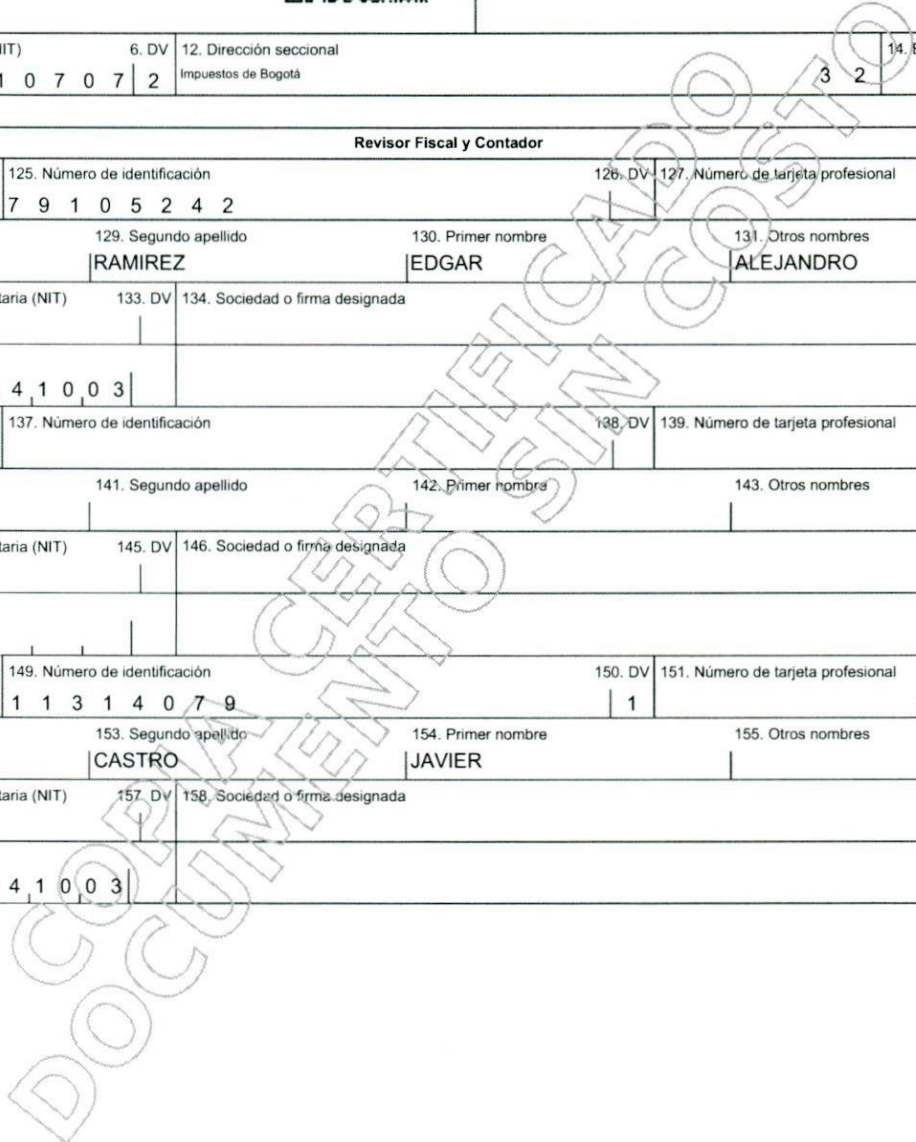 6. DV 12. Dirección seccional
0 7 0 7 2 Impuestos de Bogotá 3 2 14.
Revisor Fiscal y Contador
125. Número de identificación 126. DV 127. Número de tarjeta profesional
7 9 1 0 5 2 4 2
129. Segundo apellido 130. Primer nombre 131. Otros nombres
RAMIREZ EDGAR ALEJANDRO
taria (NIT) 133. DV 134. Sociedad o firma designada
4 1 0 0 3
137. Número de identificación 138. DV 139. Número de tarjeta profesional
141. Segundo apellido 142. Primer nombre 143. Otros nombres
taria (NIT) 145. DV 146. Sociedad o firma designada
149. Número de identificación 150. DV 151. Número de tarjeta profesional
1 1 3 1 4 0 7 9 1
153. Segundo apellido 154. Primer nombre 155. Otros nombres
CASTRO JAVIER
taria (NIT) 157. DV 158. Sociedad o firma designada
4 1 0 0 3
COPIA CERTIFICADO
DOCUMENTO SIN COSTO